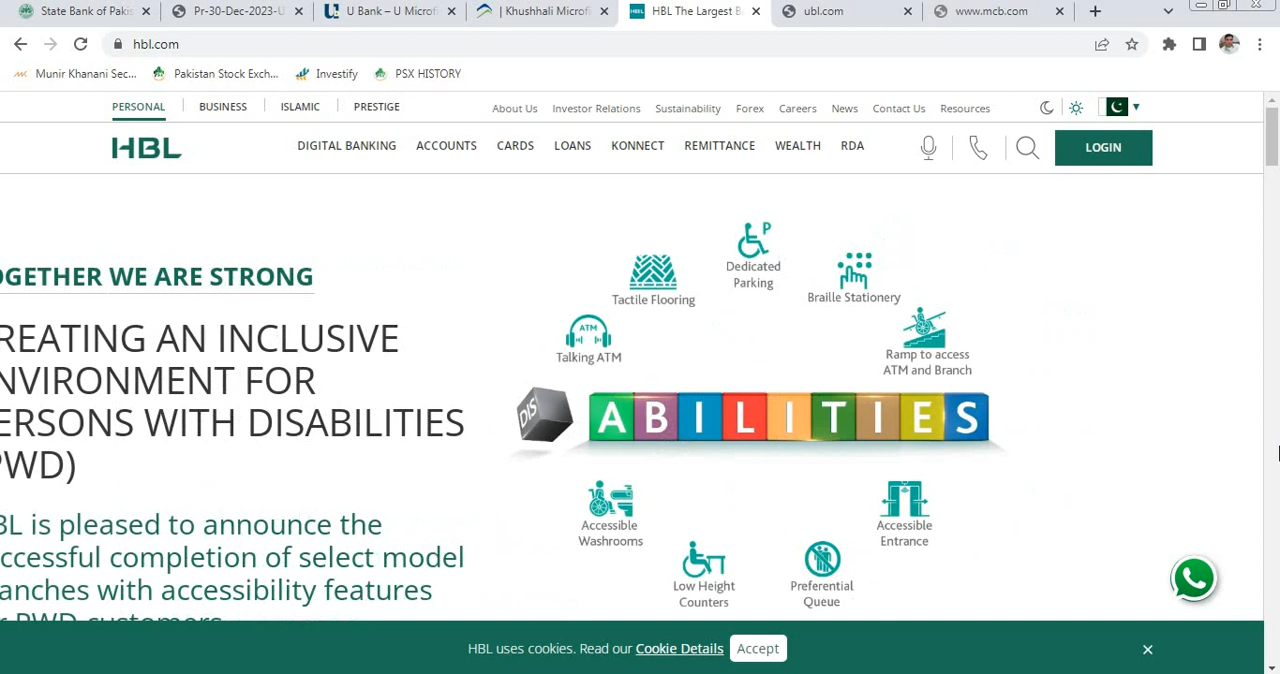 State Bank of Pakis
Pr-30-Dec-2023-U
U Bank – U Microfi
| Khushhali Microfi
HBL The Largest B
ubl.com
www.mcb.com
hbl.com
Munir Khanani Sec...
Pakistan Stock Exch...
Investify
PSX HISTORY
PERSONAL
BUSINESS
ISLAMIC
PRESTIGE
About Us
Investor Relations
Sustainability
Forex
Careers
News
Contact Us
Resources
HBL
DIGITAL BANKING
ACCOUNTS
CARDS
LOANS
KONNECT
REMITTANCE
WEALTH
RDA
LOGIN
OGETHER WE ARE STRONG
REATING AN INCLUSIVE
NVIRONMENT FOR
ERSONS WITH DISABILITIES
PWD)
BL is pleased to announce the
ccessful completion of select model
anches with accessibility features
r PWD customers
P
Dedicated
Parking
Tactile Flooring
Braille Stationery
ATM
Talking ATM
Ramp to access
ATM and Branch
DIS ABILITIES
Accessible
Washrooms
Accessible
Entrance
Low Height
Counters
Preferential
Queue
HBL uses cookies. Read our Cookie Details Accept